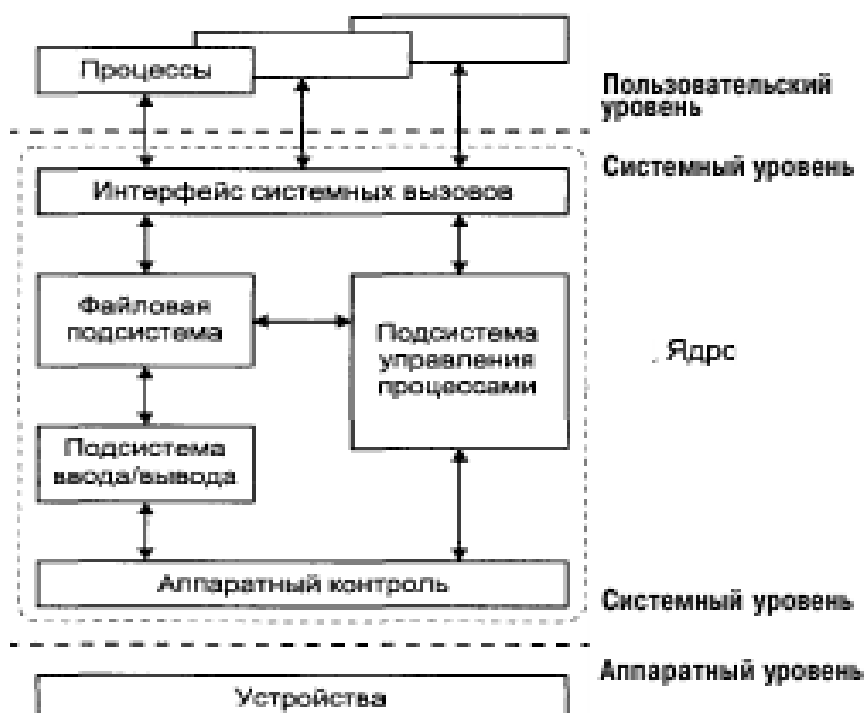 Процессы
Пользовательский
уровень
Системный уровень
Интерфейс системных вызовов
Файловая
подсистема
Подсистема
управления
процессами
Ядро
Подсистема
ввода/вывода
Аппаратный контроль
Системный уровень
Аппаратный уровень
Устройства